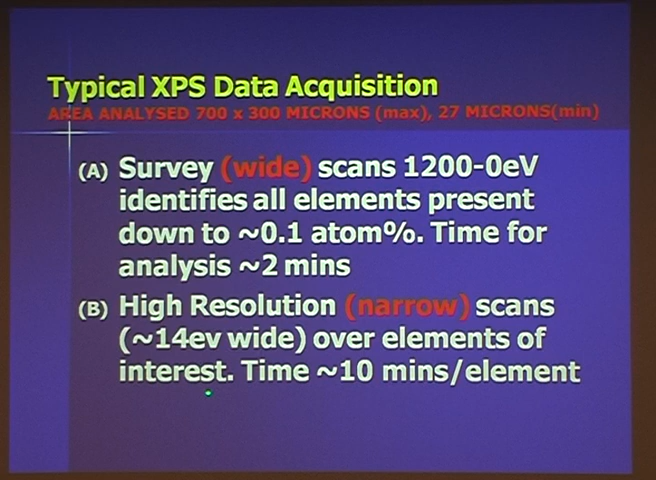 Typical XPS Data Acquisition
AREA ANALYSED 700 x 300 MICRONS (max), 27 MICRONS(min)
(A) Survey (wide) scans 1200-0eV
identifies all elements present
down to ~0.1 atom%. Time for
analysis ~2 mins
(B) High Resolution (narrow) scans
(~14ev wide) over elements of
interest. Time ~10 mins/element